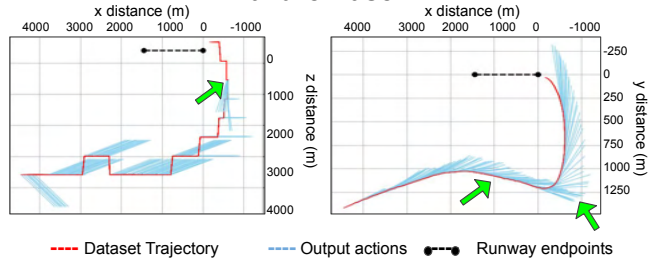 x distance (m)
x distance (m)
4000 3000 2000 1000 0 -1000
4000 3000 2000 1000 0 -1000
0
1000
2000
3000
4000
z distance (m)
-250
0
250
500
750
1000
1250
y distance (m)
Dataset Trajectory Output actions Runway endpoints